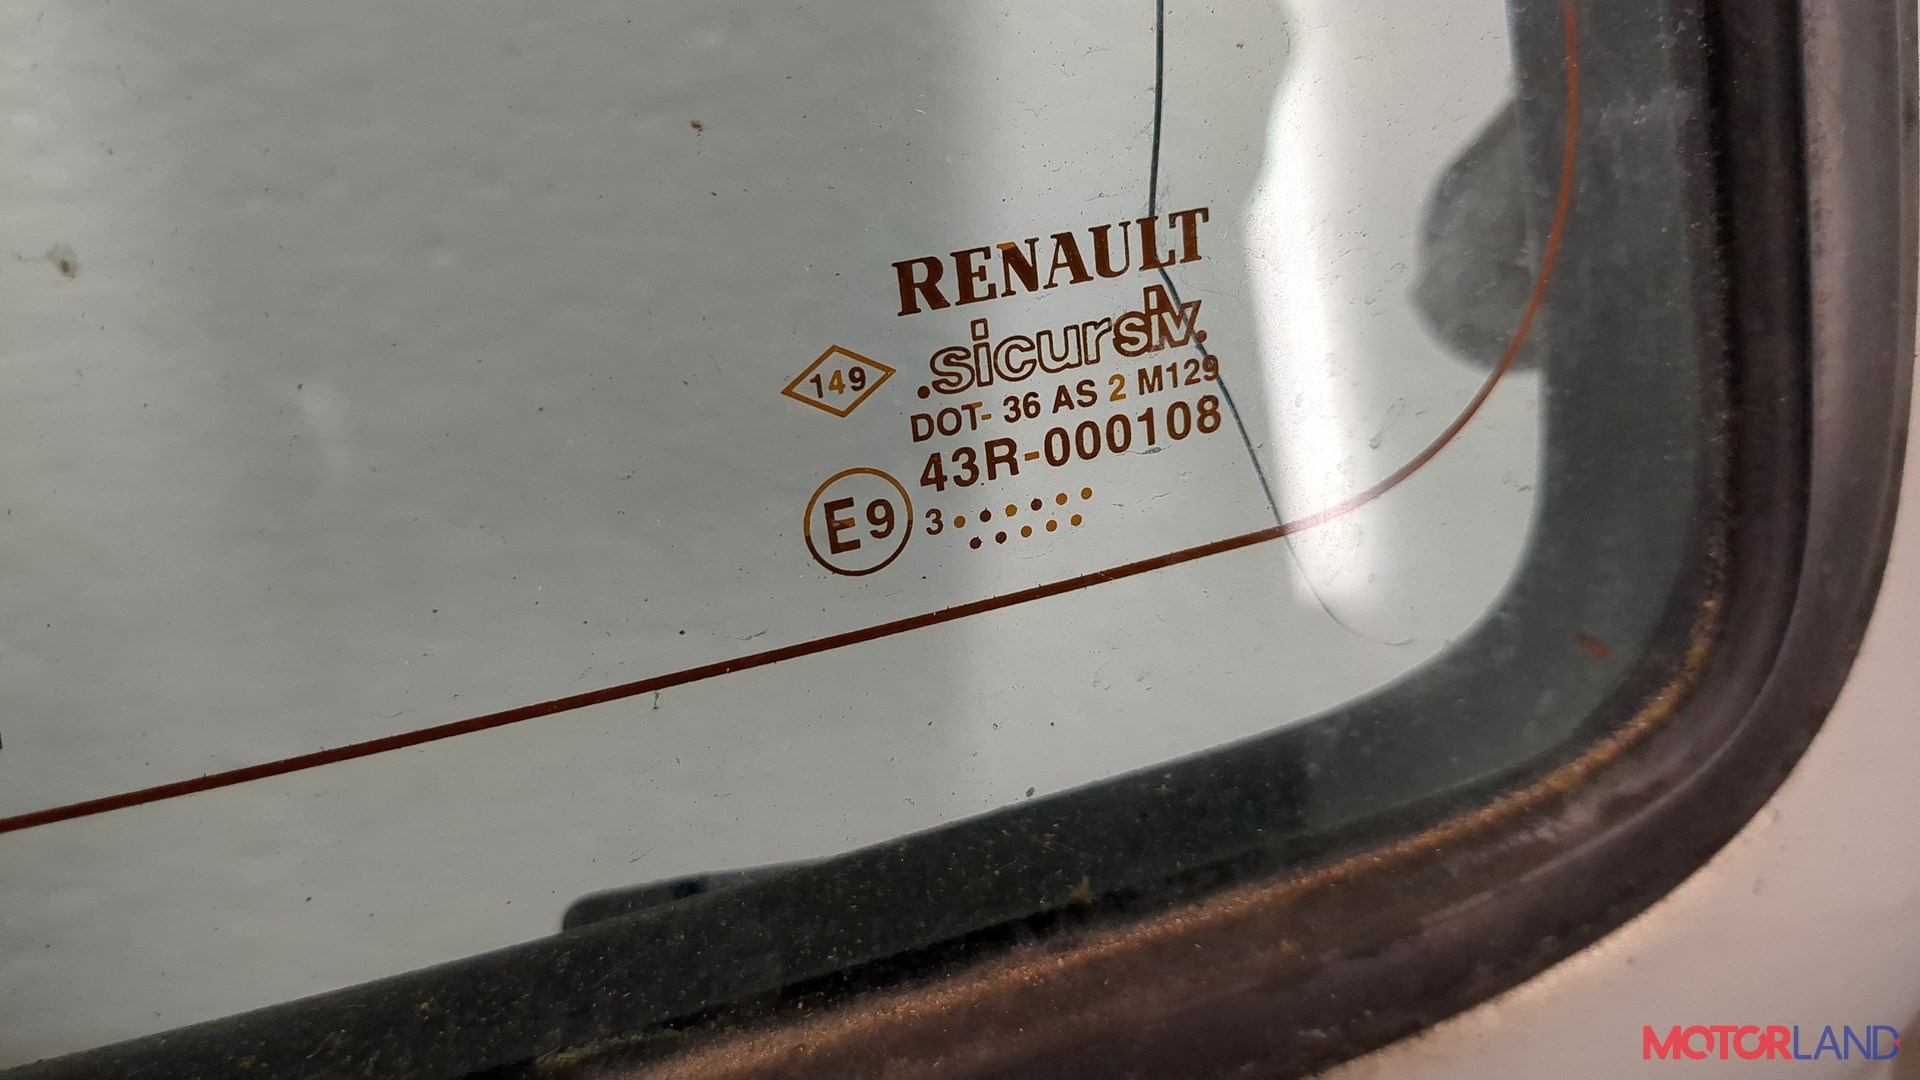 RENAULT
.sicursiv.
149
DOT- 36 AS 2 M129
43R-000108
E9
3..........
MOTORLAND